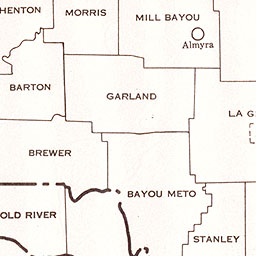 HENTON
MORRIS
MILL BAYOU
Almyra
BARTON
GARLAND
LA G
BREWER
BAYOU METO
OLD RIVER
STANLEY